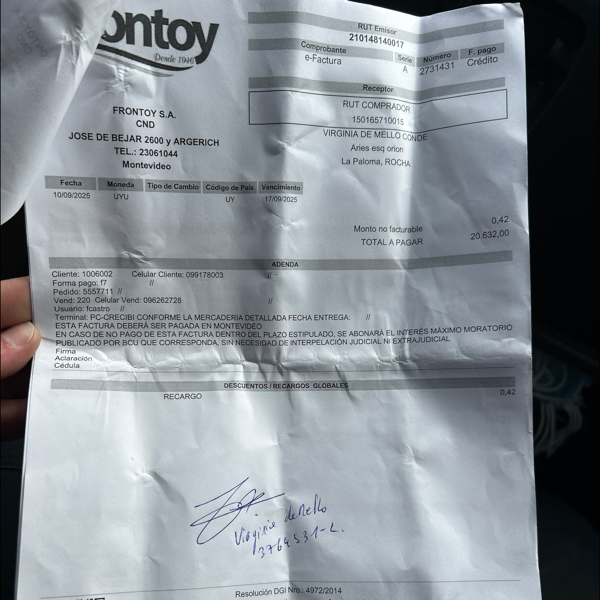 ontoy
Desde 1946
FRONTOY S.A.
CND
JOSE DE BEJAR 2600 y ARGERICH
TEL.: 23061044
Montevideo
RUT Emisor
210148140017
Comprobante Serie Número F. pago
e-Factura A 2731431 Crédito
Receptor
RUT COMPRADOR
150165710015
VIRGINIA DE MELLO CONDE
Aries esq orion
La Paloma, ROCHA
Fecha Moneda Tipo de Cambio Código de País Vencimiento
10/09/2025 UYU UY 17/09/2025
Monto no facturable 0,42
TOTAL A PAGAR 20.632,00
ADENDA
Cliente: 1006002 Celular Cliente: 099178003 //
Forma pago: f7 //
Pedido: 5557711 //
Vend: 220 Celular Vend: 096262728 //
Usuario: fcastro //
Terminal: PC-CRECIBI CONFORME LA MERCADERIA DETALLADA FECHA ENTREGA: //
ESTA FACTURA DEBERÁ SER PAGADA EN MONTEVIDEO
EN CASO DE NO PAGO DE ESTA FACTURA DENTRO DEL PLAZO ESTIPULADO, SE ABONARÁ EL INTERÉS MÁXIMO MORATORIO
PUBLICADO POR BCU QUE CORRESPONDA, SIN NECESIDAD DE INTERPELACIÓN JUDICIAL NI EXTRAJUDICIAL
Firma
Aclaración
Cédula
DESCUENTOS / RECARGOS GLOBALES
RECARGO 0,42
Virginia de Mello
Resolución DGI Nro.: 4972/2014